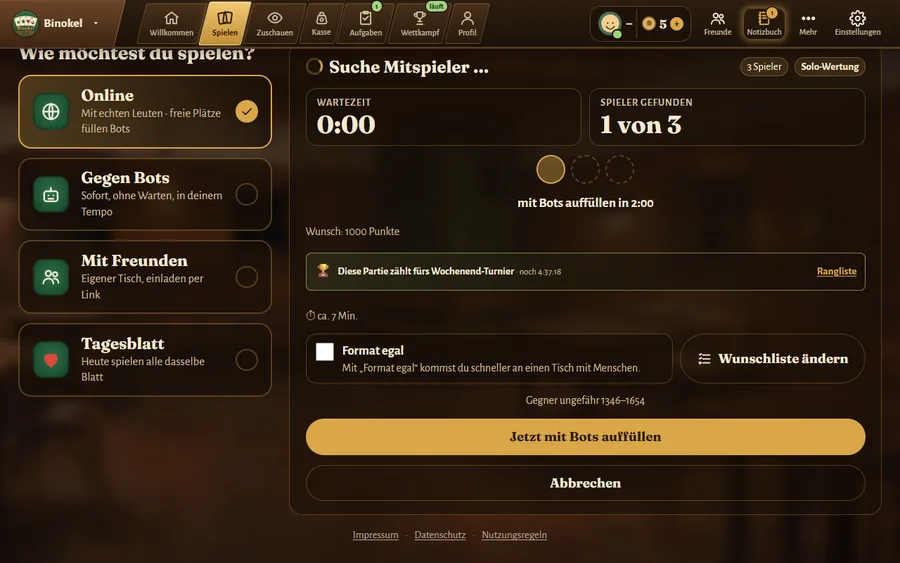 Binokel
Willkommen
Spielen
Zuschauen
Kasse
1
Aufgaben
läuft
Wettkampf
Profil
–
5
+
Freunde
1
Notizbuch
Mehr
Einstellungen
Wie möchtest du spielen?
Online
Mit echten Leuten · freie Plätze
füllen Bots
Gegen Bots
Sofort, ohne Warten, in deinem
Tempo
Mit Freunden
Eigener Tisch, einladen per
Link
Tagesblatt
Heute spielen alle dasselbe
Blatt
Suche Mitspieler ...
3 Spieler
Solo-Wertung
WARTEZEIT
0:00
SPIELER GEFUNDEN
1 von 3
mit Bots auffüllen in 2:00
Wunsch: 1000 Punkte
Diese Partie zählt fürs Wochenend-Turnier · noch 4:37:18
Rangliste
ca. 7 Min.
Format egal
Mit „Format egal“ kommst du schneller an einen Tisch mit Menschen.
Wunschliste ändern
Gegner ungefähr 1346–1654
Jetzt mit Bots auffüllen
Abbrechen
Impressum · Datenschutz · Nutzungsregeln